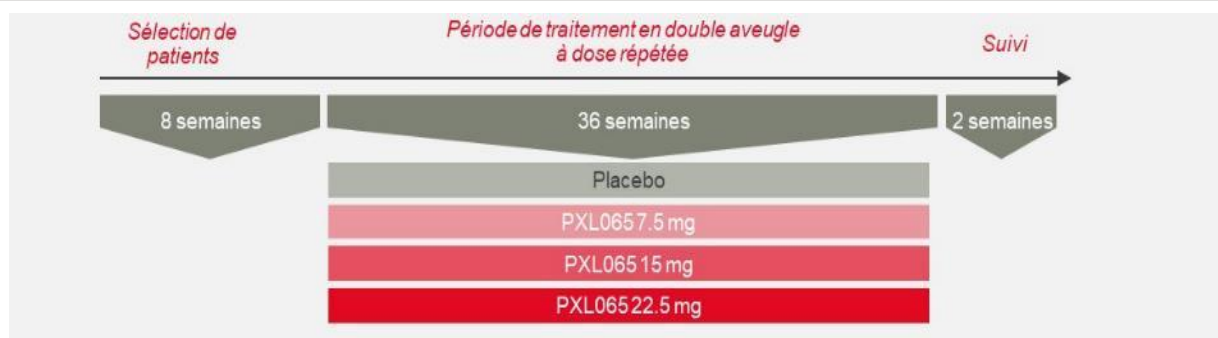 Sélection de
patients
Période de traitement en double aveugle
à dose répétée
Suivi
8 semaines
36 semaines
2 semaines
Placebo
PXL065 7.5 mg
PXL065 15 mg
PXL065 22.5 mg